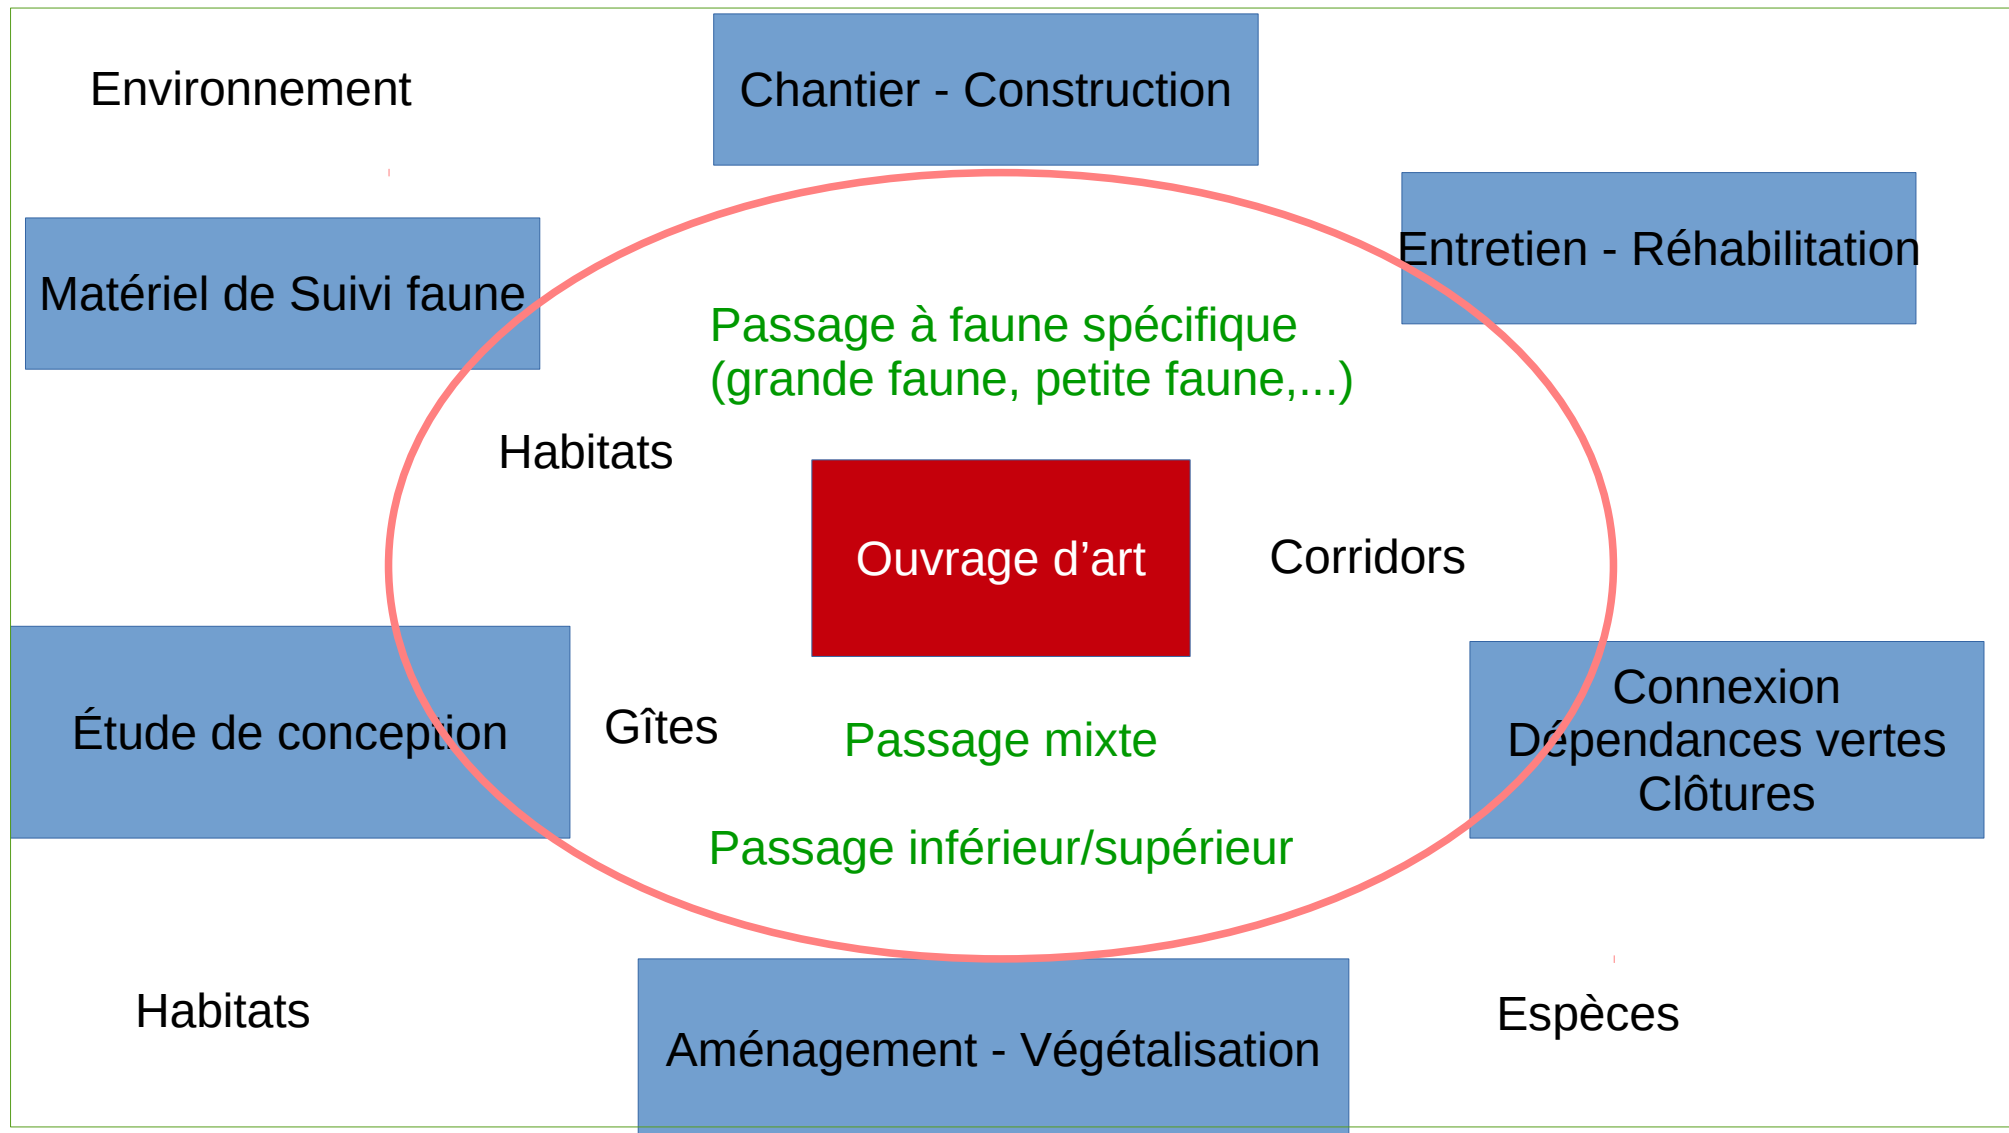 Environnement
Chantier - Construction
Entretien - Réhabilitation
Matériel de Suivi faune
Passage à faune spécifique
(grande faune, petite faune,...)
Habitats
Ouvrage d’art
Corridors
Étude de conception
Gîtes
Passage mixte
Connexion
Dépendances vertes
Clôtures
Passage inférieur/supérieur
Habitats
Espèces
Aménagement - Végétalisation